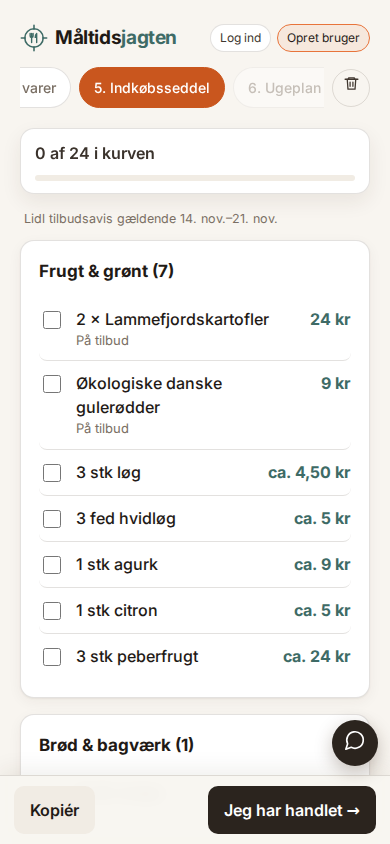 Måltidsjagten
Log ind
Opret bruger
varer
5. Indkøbsseddel
6. Ugeplan
0 af 24 i kurven
Lidl tilbudsavis gældende 14. nov.–21. nov.
Frugt & grønt (7)
2 × Lammefjordskartofler 24 kr
På tilbud
Økologiske danske 9 kr
gulerødder
På tilbud
3 stk løg ca. 4,50 kr
3 fed hvidløg ca. 5 kr
1 stk agurk ca. 9 kr
1 stk citron ca. 5 kr
3 stk peberfrugt ca. 24 kr
Brød & bagværk (1)
Kopiér
Jeg har handlet →